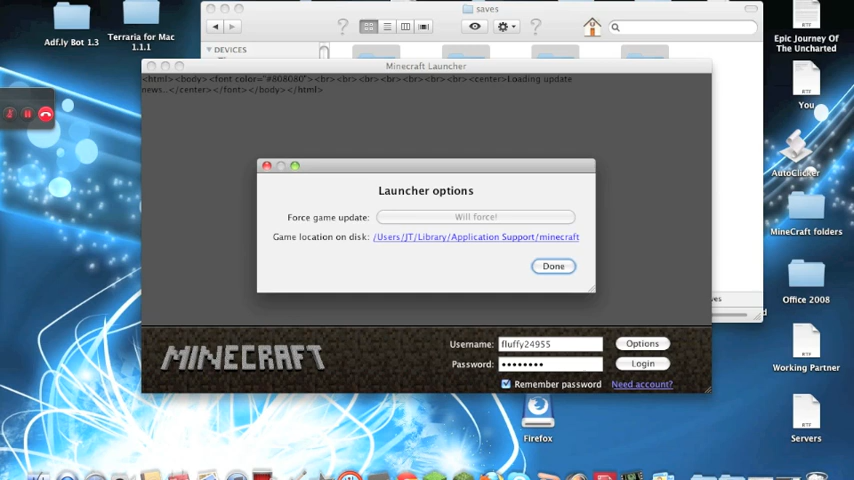 saves
Adf.ly Bot 1.3
Terraria for Mac
1.1.1
DEVICES
Epic Journey Of
The Uncharted
Minecraft Launcher
<html><body><font color="#808080"><br><br><br><br><br><br><br><center>Loading update
news..</center></font></body></html>
You
Launcher options
Force game update: Will force!
Game location on disk: /Users/JT/Library/Application Support/minecraft
Done
AutoClicker
MineCraft folders
Office 2008
MINECRAFT
Username: fluffy24955 Options
Password: •••••••• Login
Remember password Need account?
Working Partner
Firefox
Servers